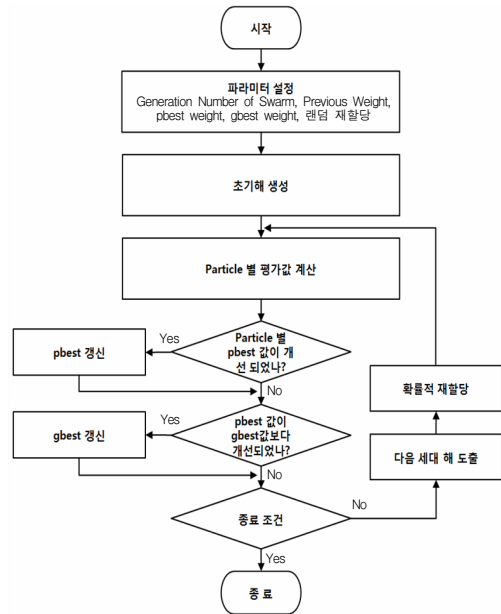 시작
파라미터 설정
Generation Number of Swarm, Previous Weight,
pbest weight, gbest weight, 랜덤 재할당
초기해 생성
Particle 별 평가값 계산
Particle 별
pbest 값이 개
선 되었나?
Yes
pbest 갱신
No
pbest 값이
gbest값보다
개선되었나?
Yes
gbest 갱신
No
확률적 재할당
다음 세대 해 도출
종료 조건
No
Yes
종 료